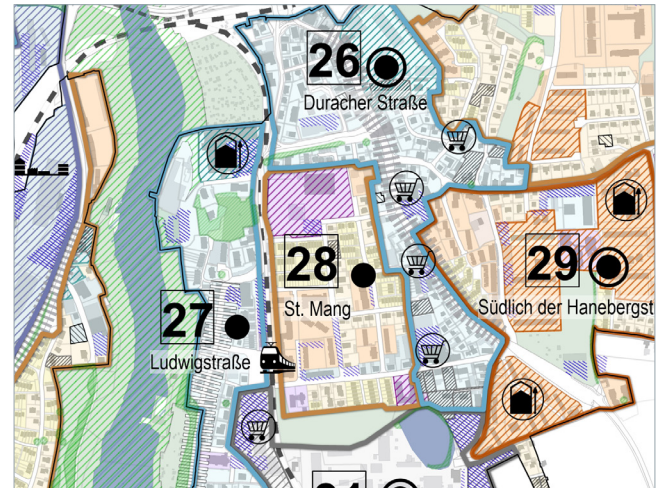 26
Duracher Straße
28
St. Mang
29
Südlich der Hanebergst
27
Ludwigstraße